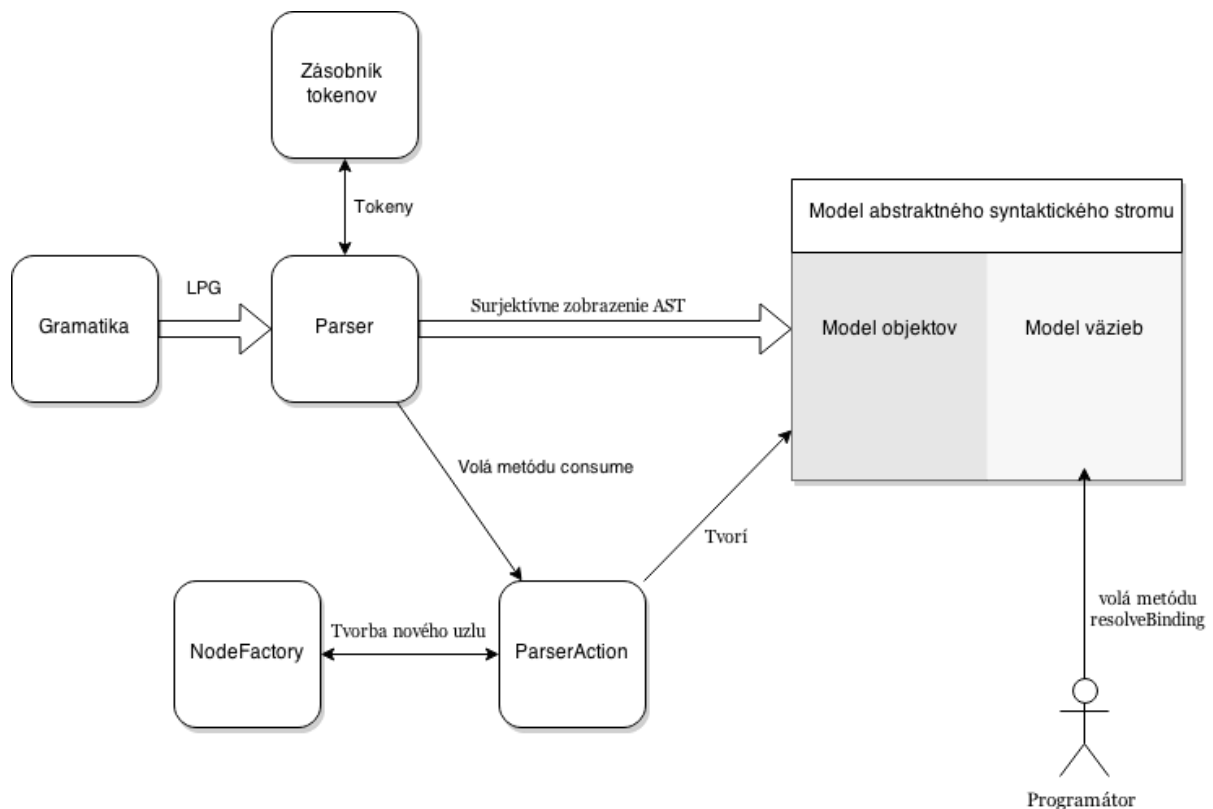 Zásobník
tokenov
Tokeny
Model abstraktného syntaktického stromu
LPG
Gramatika
Parser
Surjektívne zobrazenie AST
Model objektov
Model väzieb
Volá metódu consume
Tvorí
NodeFactory
Tvorba nového uzlu
ParserAction
volá metódu
resolveBinding
Programátor